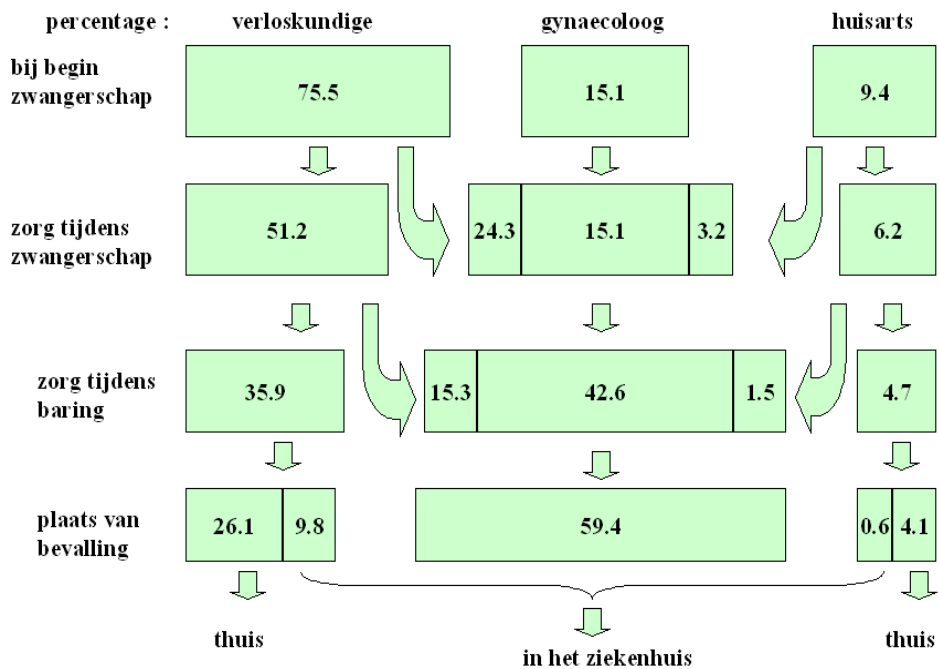 percentage : verloskundige gynaecoloog huisarts
bij begin
zwangerschap
75.5 15.1 9.4
zorg tijdens
zwangerschap
51.2 24.3 15.1 3.2 6.2
zorg tijdens
baring
35.9 15.3 42.6 1.5 4.7
plaats van
bevalling
26.1 9.8 59.4 0.6 4.1
thuis in het ziekenhuis thuis